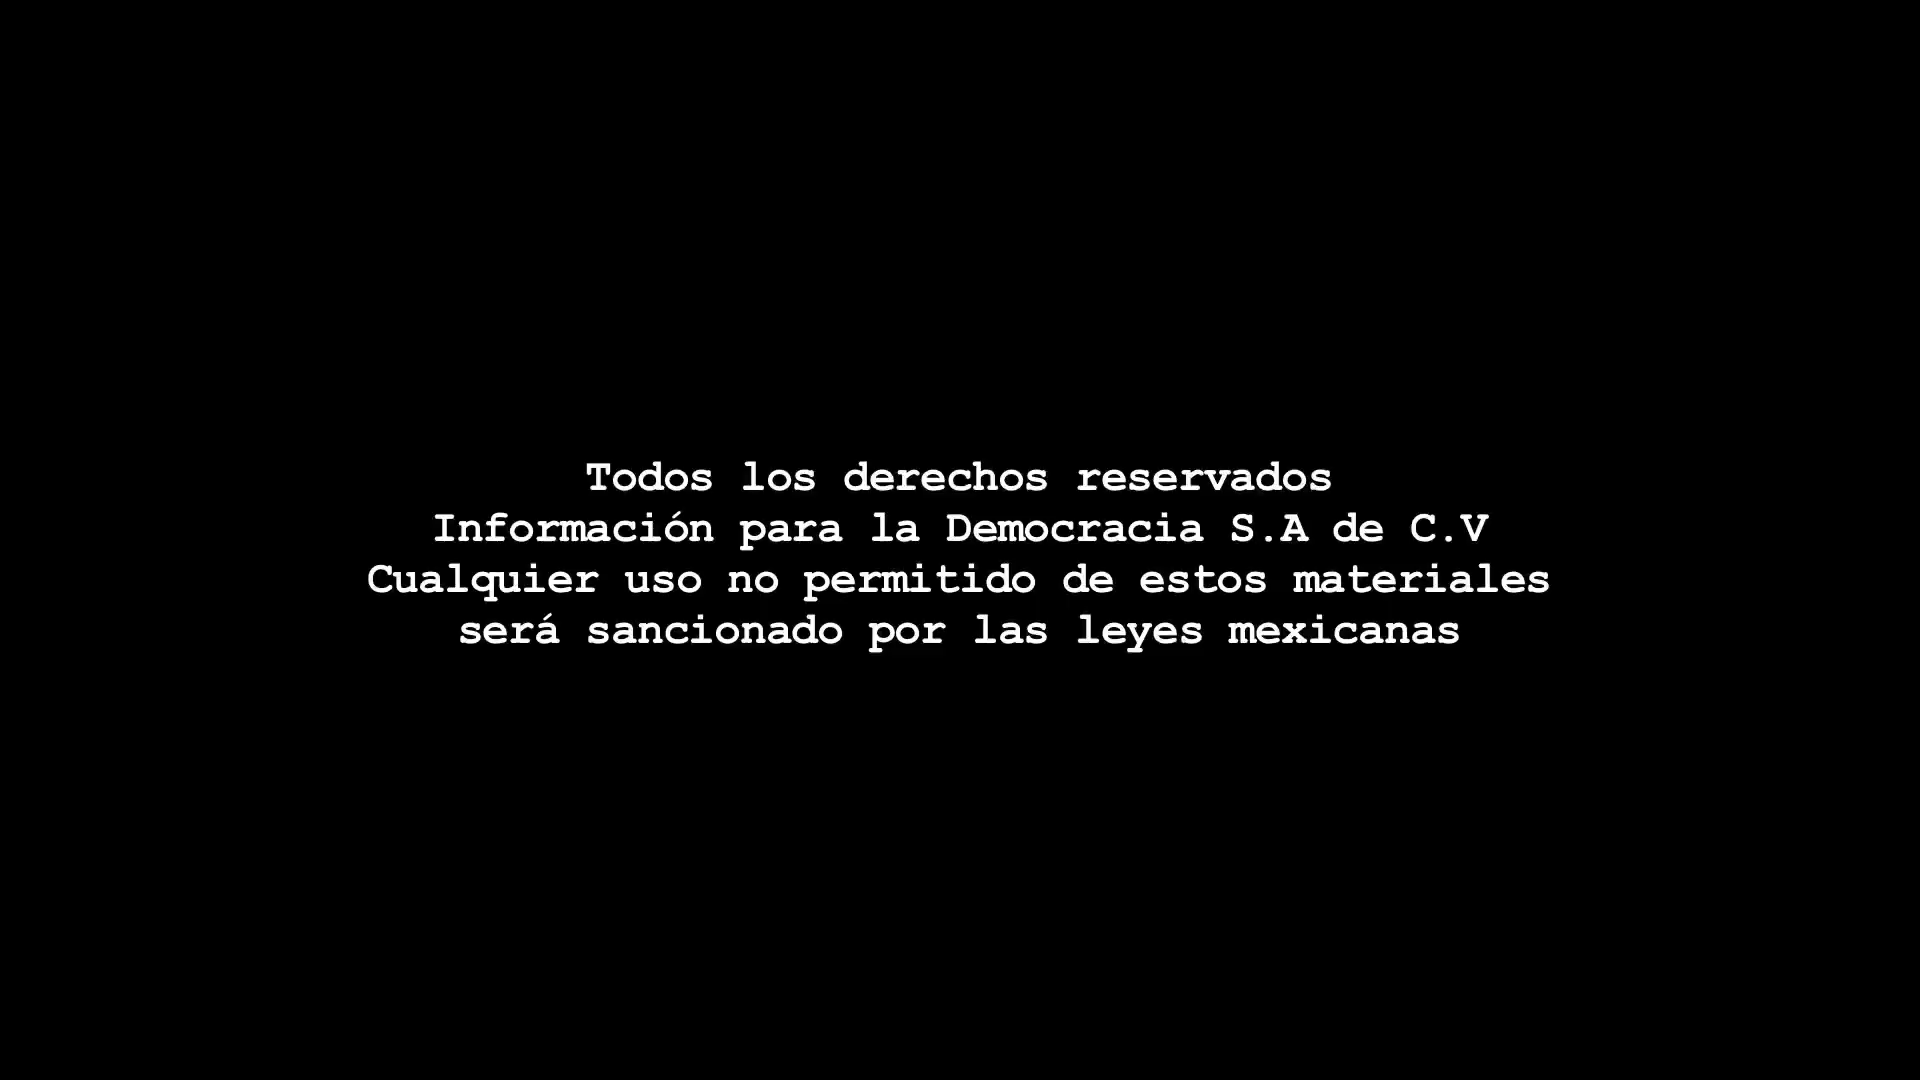 Todos los derechos reservados
Información para la Democracia S.A de C.V
Cualquier uso no permitido de estos materiales
será sancionado por las leyes mexicanas